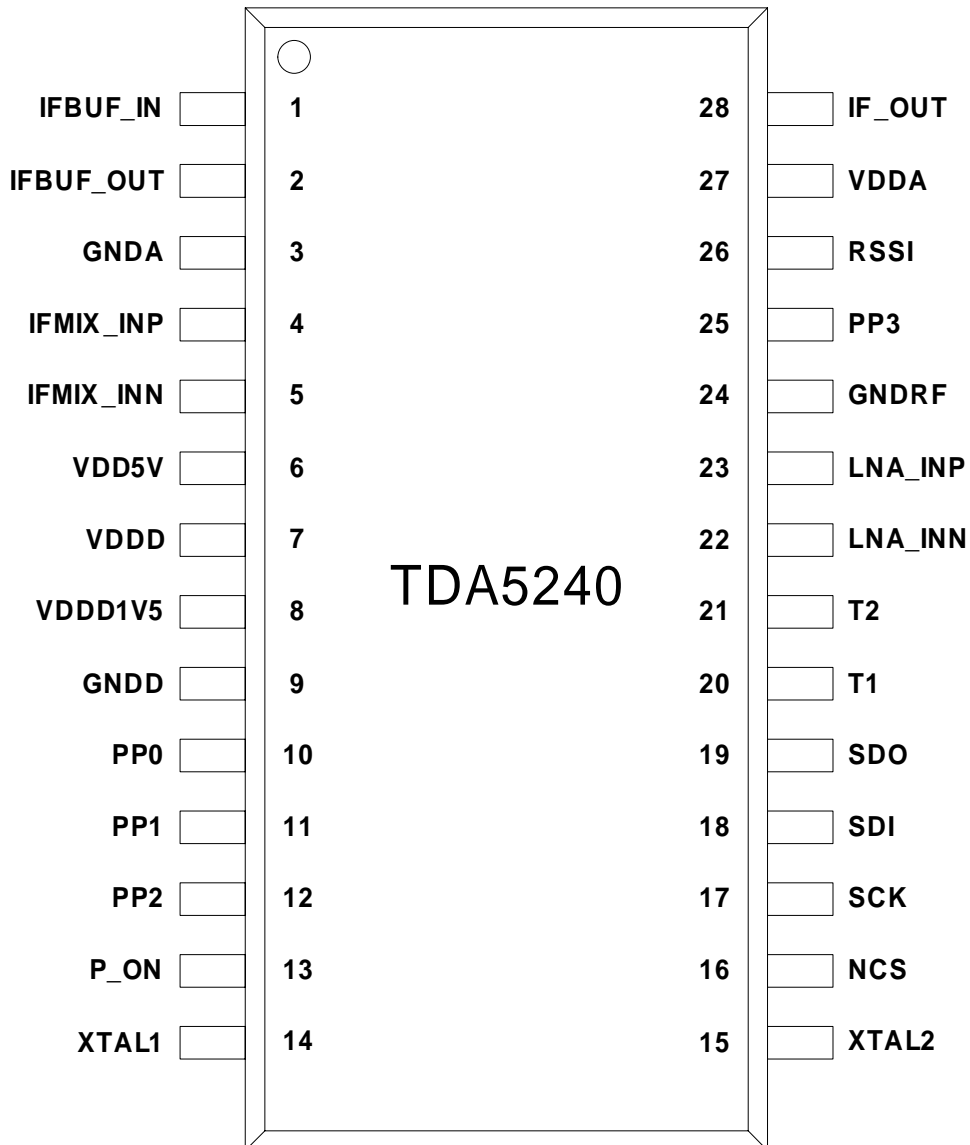 IFBUF_IN 1 28 IF_OUT
IFBUF_OUT 2 27 VDDA
GNDA 3 26 RSSI
IFMIX_INP 4 25 PP3
IFMIX_INN 5 24 GNDRF
VDD5V 6 23 LNA_INP
VDDD 7 22 LNA_INN
TDA5240
VDDD1V5 8 21 T2
GNDD 9 20 T1
PP0 10 19 SDO
PP1 11 18 SDI
PP2 12 17 SCK
P_ON 13 16 NCS
XTAL1 14 15 XTAL2